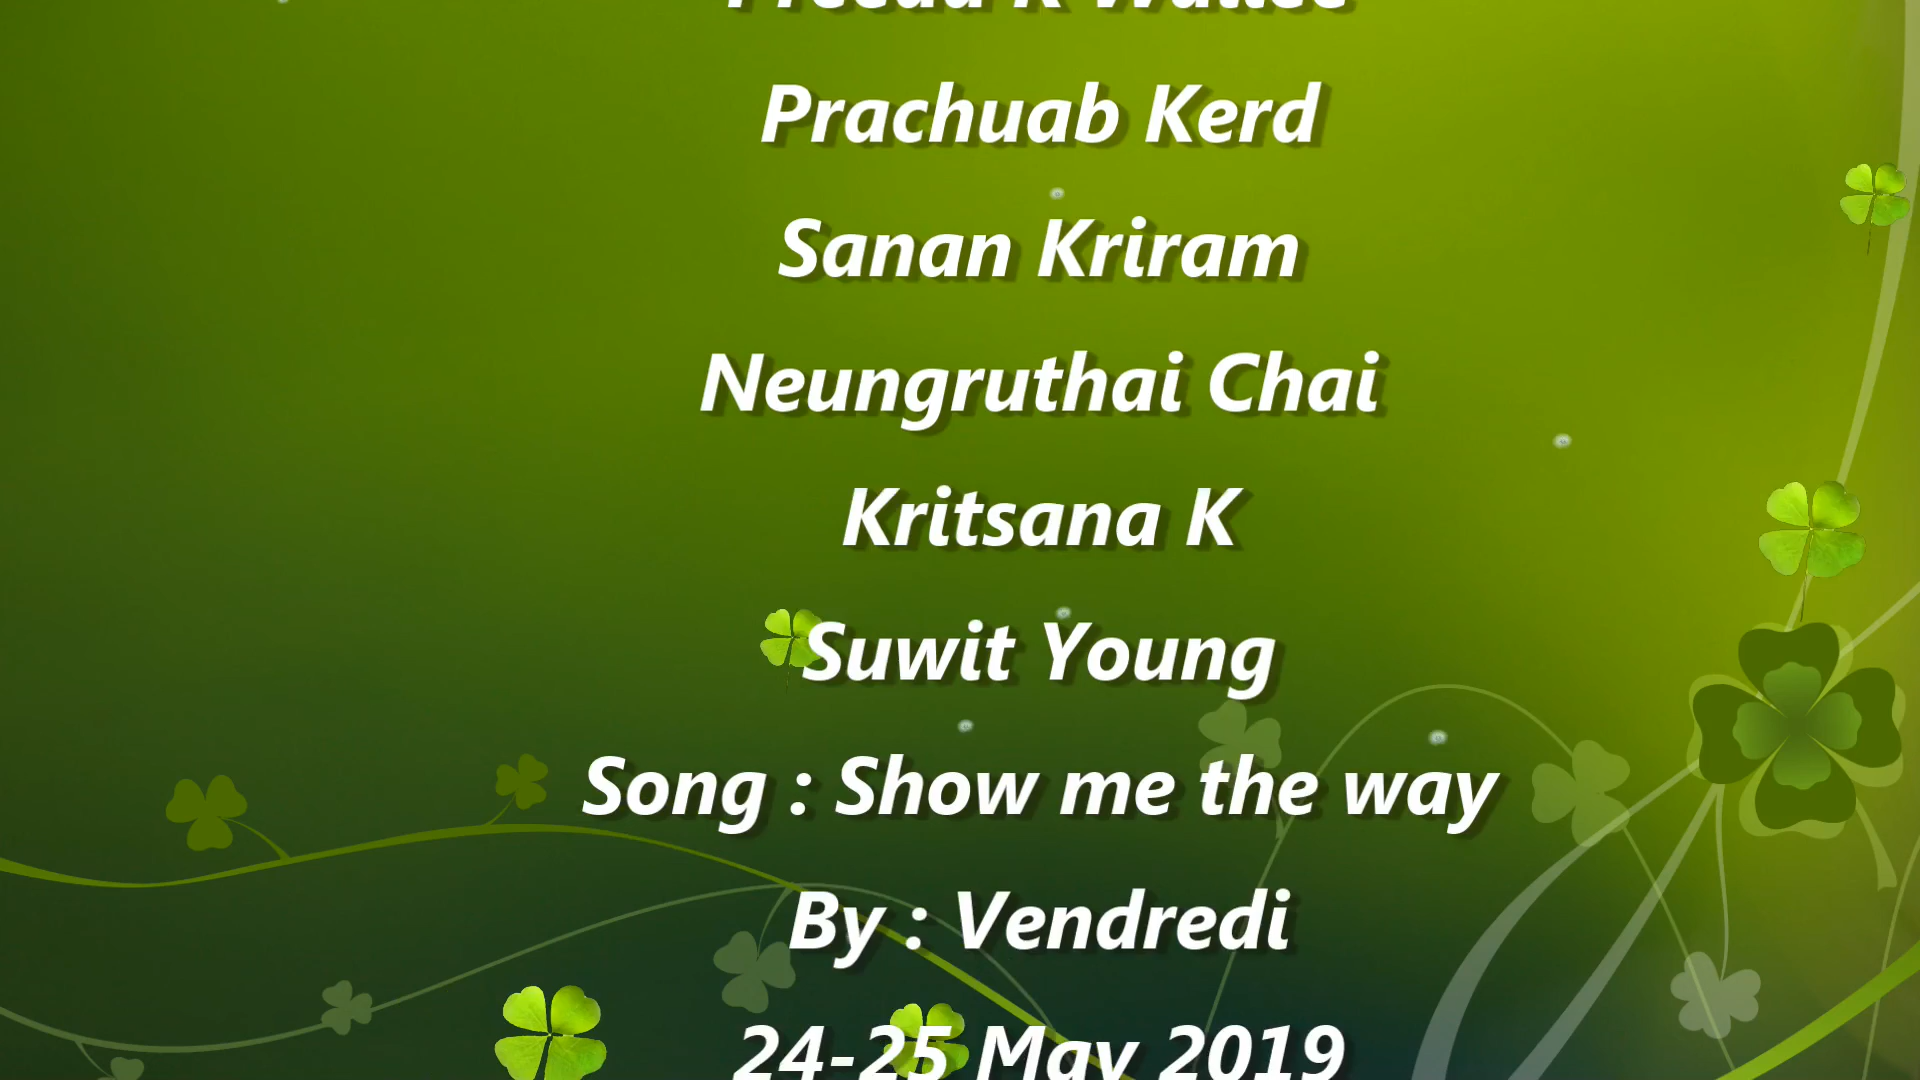 Prachuab Kerd
Sanan Kriram
Neungruthai Chai
Kritsana K
Suwit Young
Song : Show me the way
By : Vendredi
24-25 May 2019